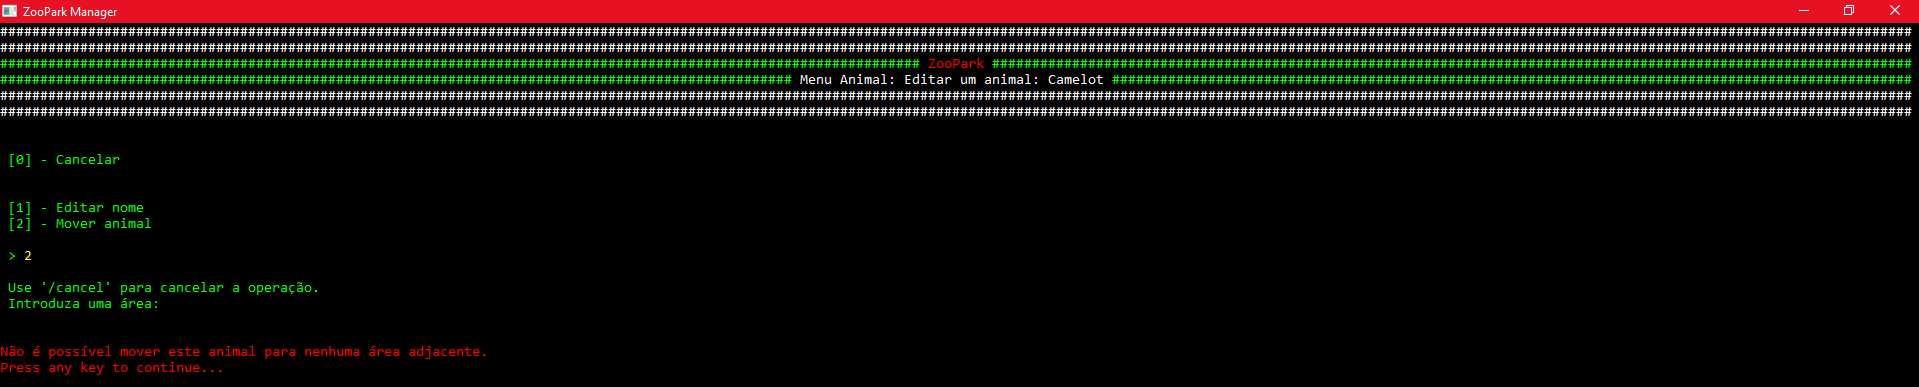 ZooPark Manager
###############################################################################################################################################################################################################################################
###############################################################################################################################################################################################################################################
################################################################################################################### ZooPark ###################################################################################################################
################################################################################################### Menu Animal: Editar um animal: Camelot ####################################################################################################
###############################################################################################################################################################################################################################################
###############################################################################################################################################################################################################################################
[0] - Cancelar
[1] - Editar nome
[2] - Mover animal
> 2
Use '/cancel' para cancelar a operação.
Introduza uma área:
Não é possível mover este animal para nenhuma área adjacente.
Press any key to continue...